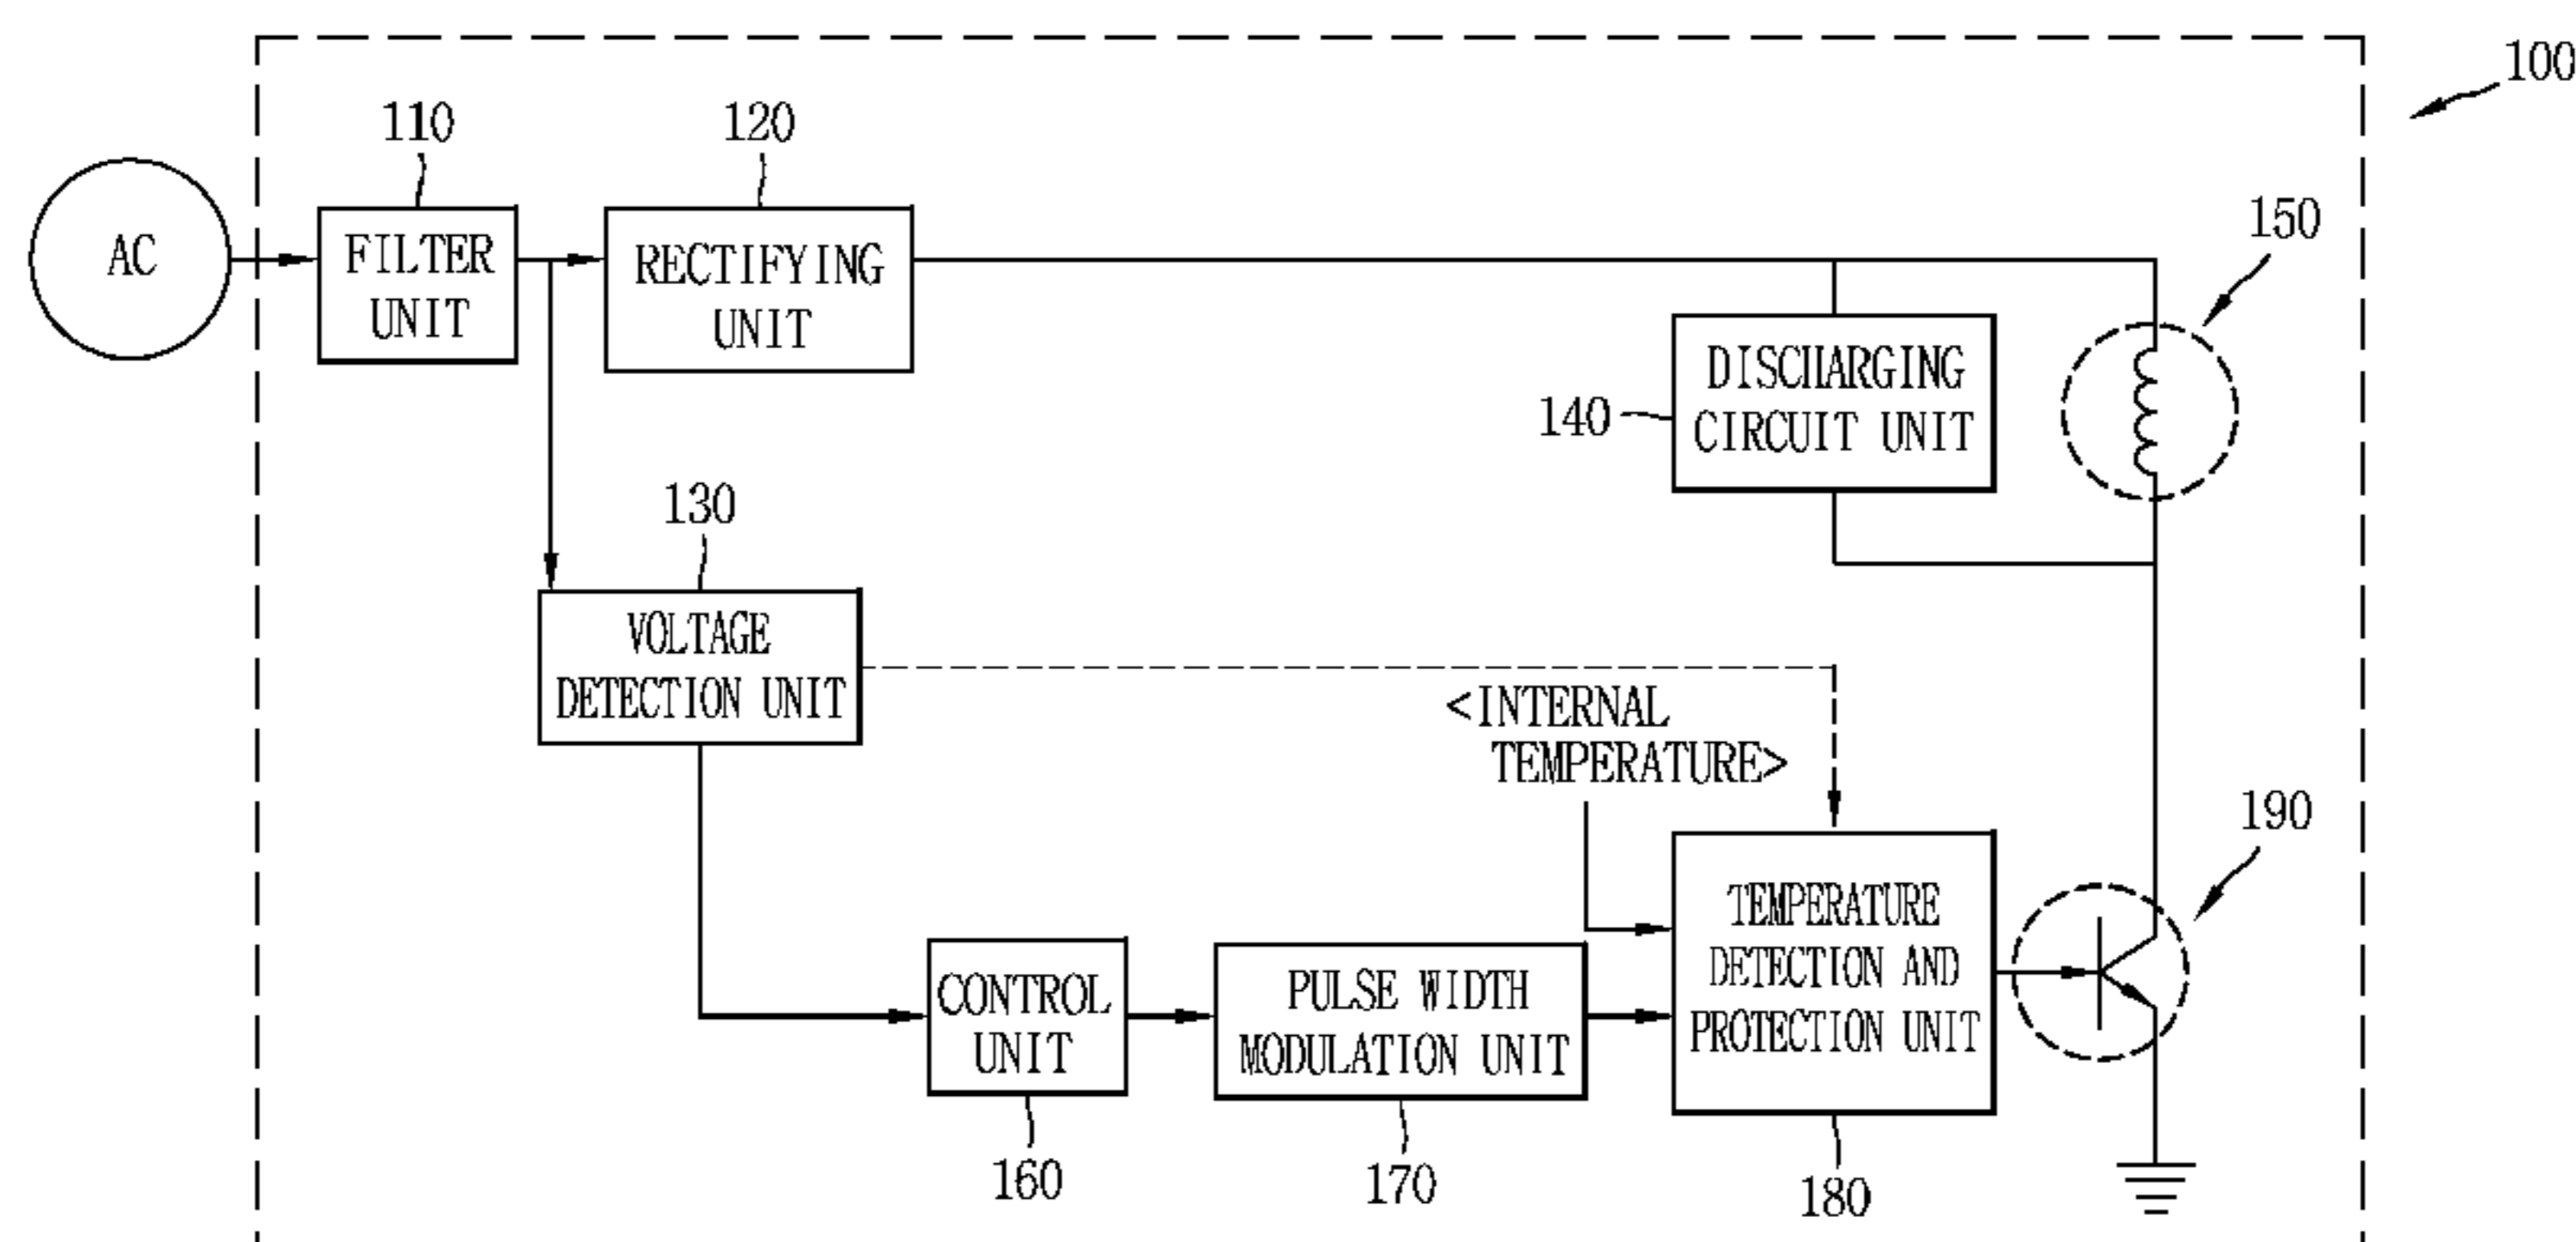 100
110
120
150
AC
FILTER
UNIT
RECTIFYING
UNIT
DISCHARGING
CIRCUIT UNIT
140
130
VOLTAGE
DETECTION UNIT
<INTERNAL
TEMPERATURE>
190
TEMPERATURE
DETECTION AND
PROTECTION UNIT
CONTROL
UNIT
PULSE WIDTH
MODULATION UNIT
160
170
180